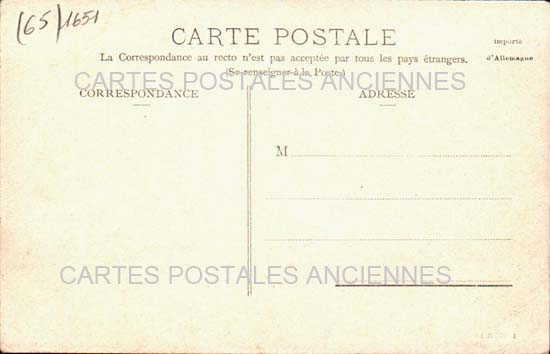 (65)/1651
CARTE POSTALE
importé
d'Allemagne
La Correspondance au recto n'est pas acceptée par tous les pays étrangers.
(Se renseigner à la Poste)
CARTES POSTALES ANCIENNES
CORRESPONDANCE
ADRESSE
M
CARTES POSTALES ANCIENNES